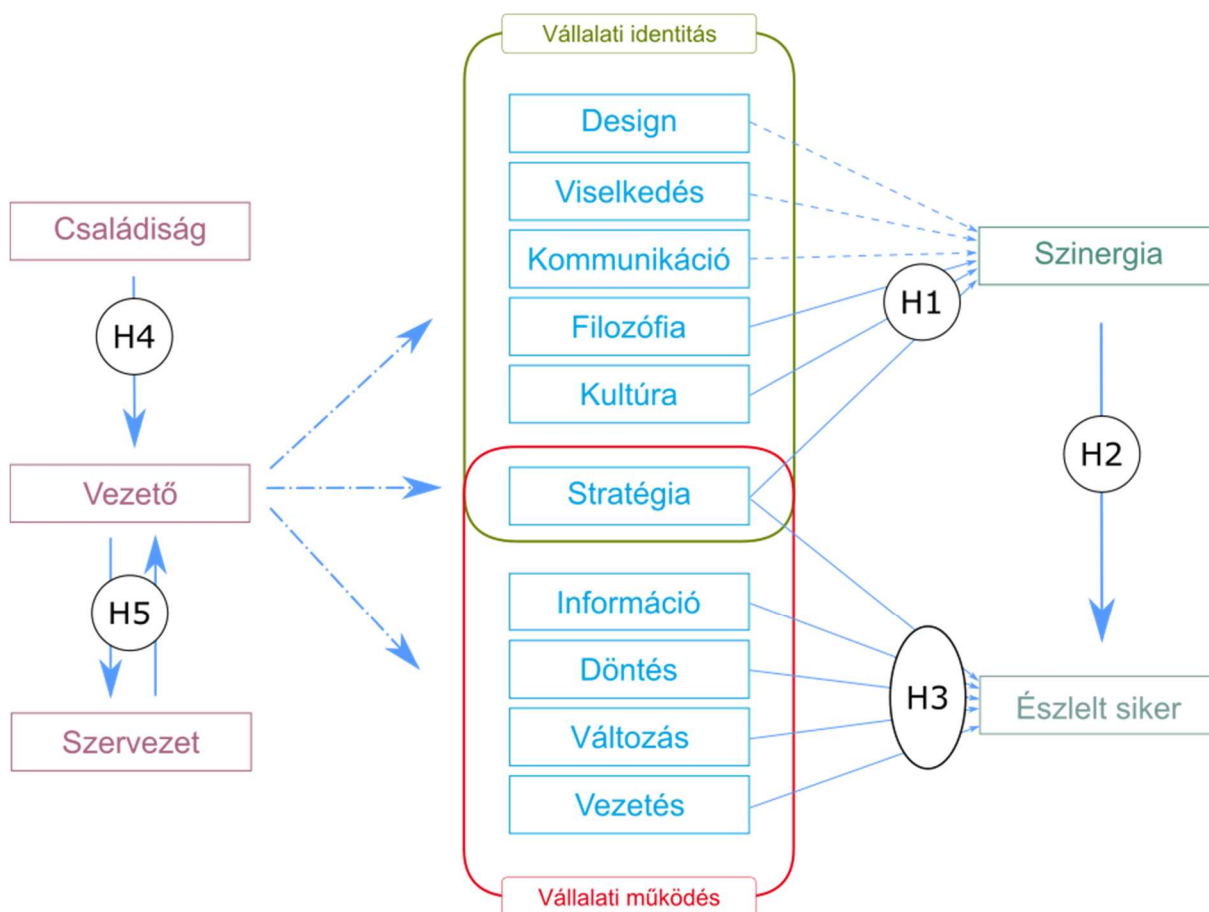 Vállalati identitás
Design
Viselkedés
Családiság
Kommunikáció
Szinergia
H1
Filozófia
H4
Kultúra
H2
Vezető
Stratégia
Információ
H5
Döntés
H3
Észlelt siker
Szervezet
Változás
Vezetés
Vállalati működés